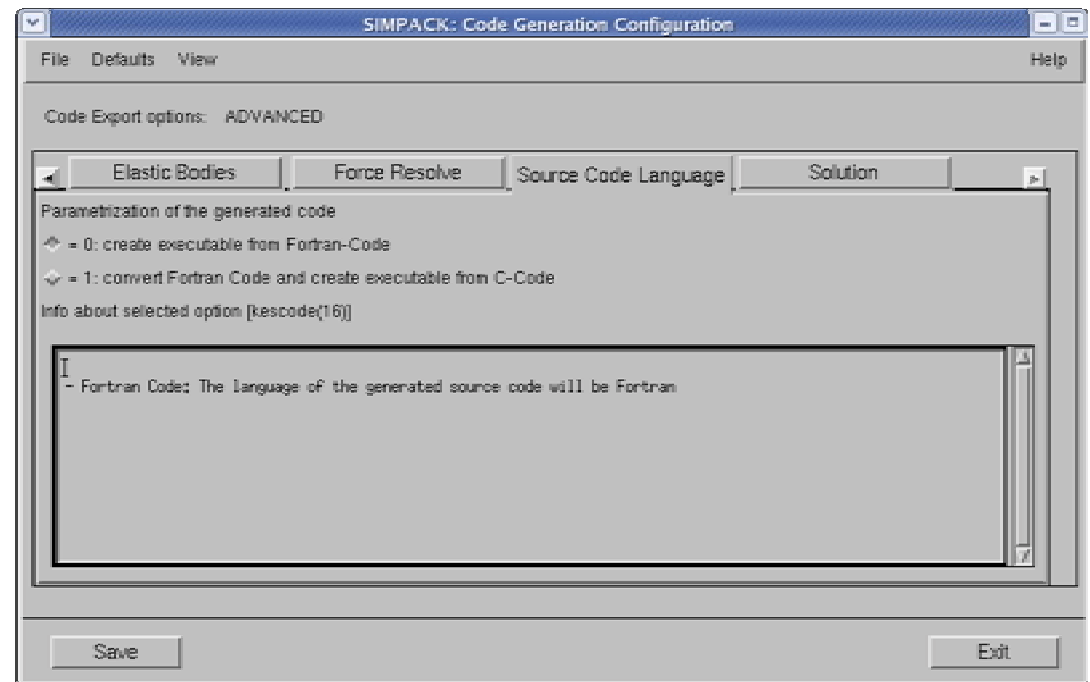 SIMPACK: Code Generation Configuration
File Defaults View Help
Code Export options: ADVANCED
Elastic Bodies Force Resolve Source Code Language Solution
Parametrization of the generated code
= 0: create executable from Fortran-Code
= 1: convert Fortran Code and create executable from C-Code
Info about selected option [kescode(16)]
- Fortran Code: The language of the generated source code will be Fortran
Save Exit